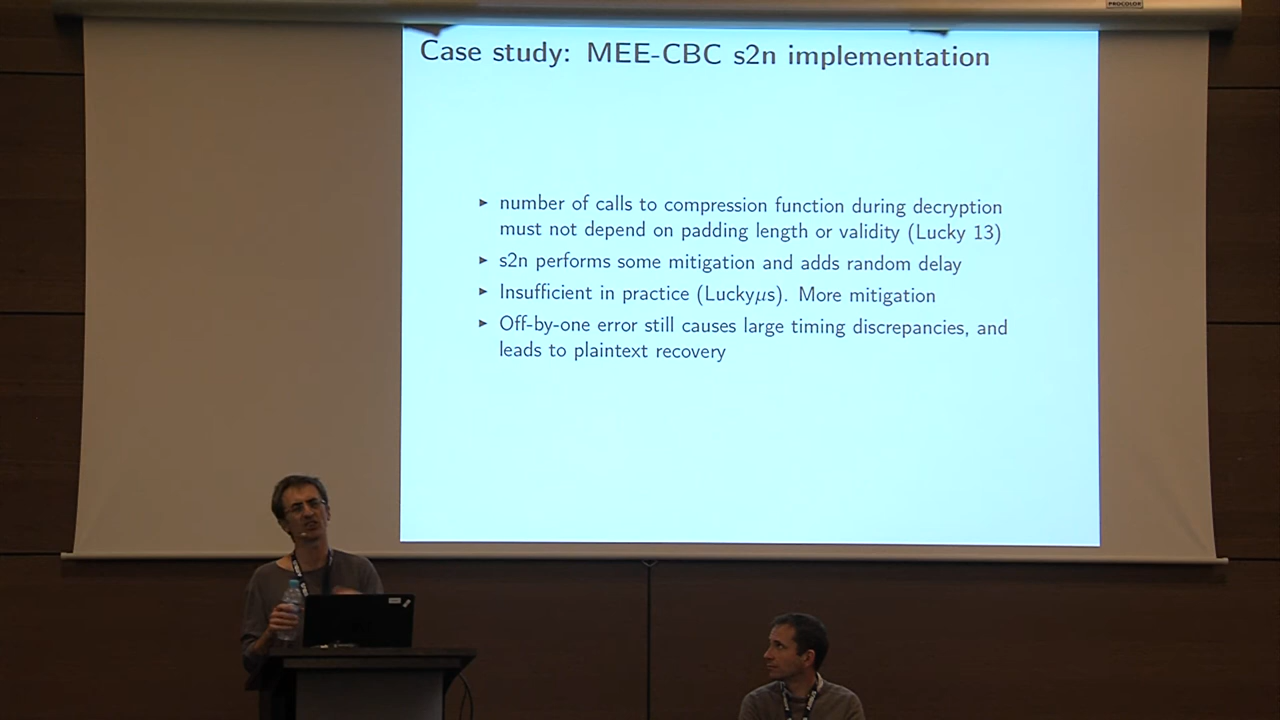 PROCOLOR
Case study: MEE-CBC s2n implementation
▶ number of calls to compression function during decryption
must not depend on padding length or validity (Lucky 13)
▶ s2n performs some mitigation and adds random delay
▶ Insufficient in practice (Luckyμs). More mitigation
▶ Off-by-one error still causes large timing discrepancies, and
leads to plaintext recovery